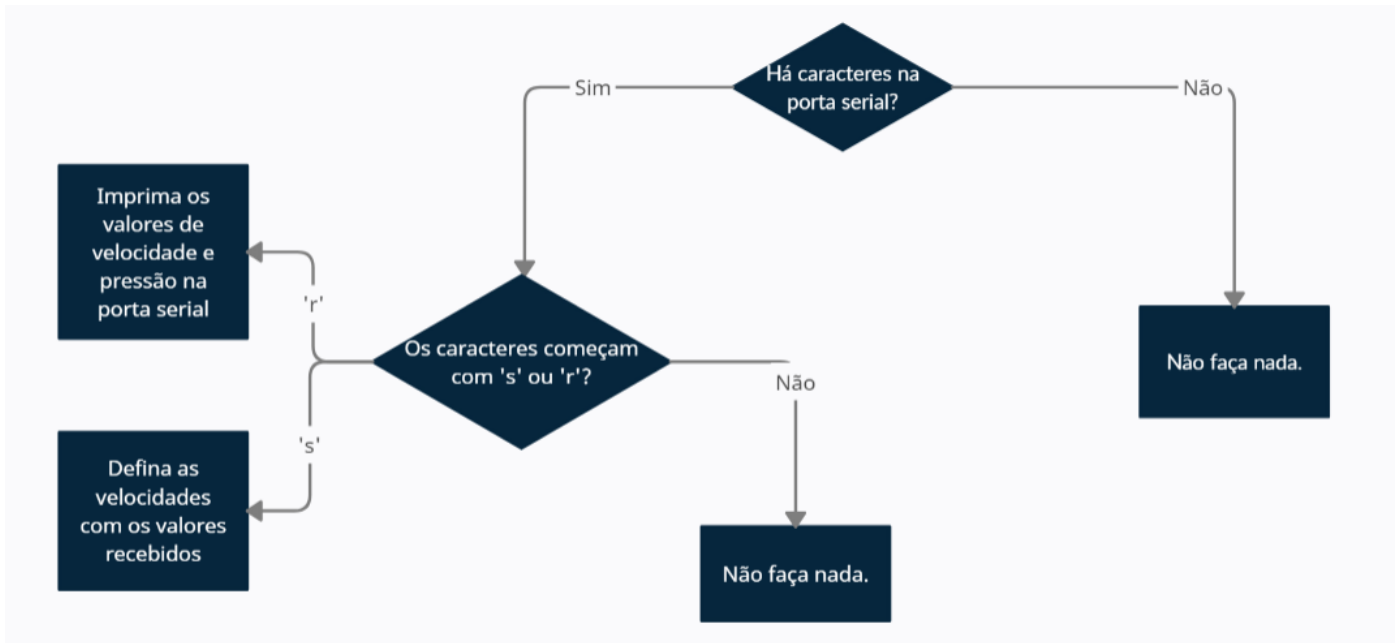 Há caracteres na
porta serial?
Sim
Não
Imprima os
valores de
velocidade e
pressão na
porta serial
'r'
Os caracteres começam
com 's' ou 'r'?
Não
Não faça nada.
's'
Defina as
velocidades
com os valores
recebidos
Não faça nada.